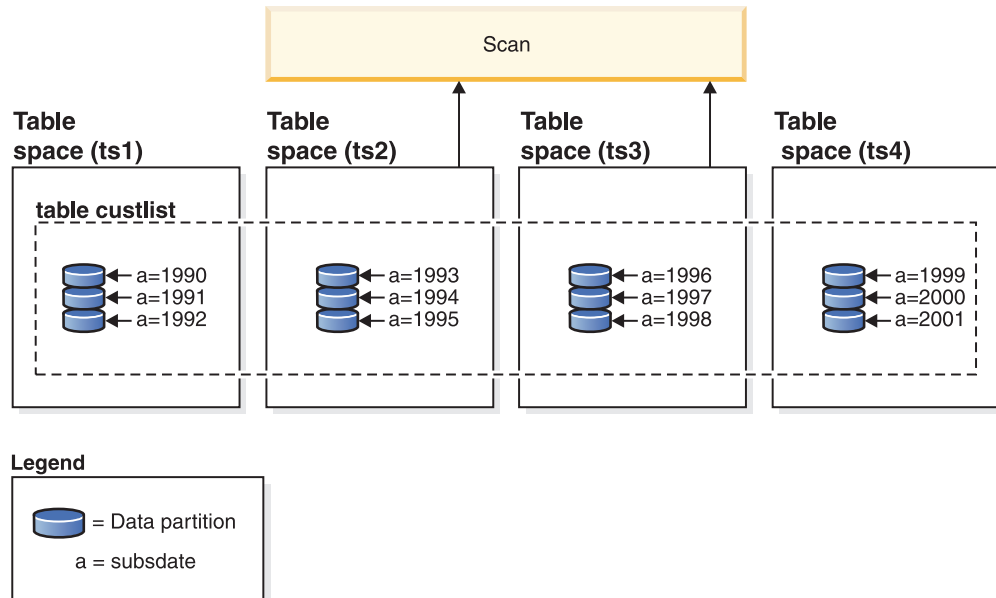 Scan
Table
space (ts1)
Table
space (ts2)
Table
space (ts3)
Table
space (ts4)
table custlist
a=1990
a=1991
a=1992
a=1993
a=1994
a=1995
a=1996
a=1997
a=1998
a=1999
a=2000
a=2001
Legend
= Data partition
a = subsdate